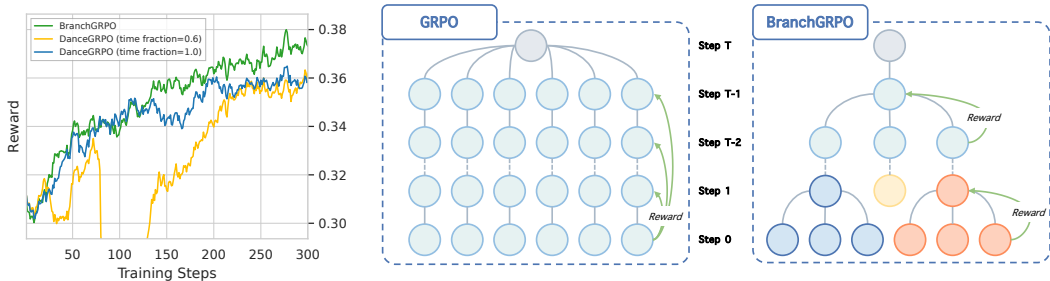 BranchGRPO
DanceGRPO (time fraction=0.6)
DanceGRPO (time fraction=1.0)
Reward
0.38
0.36
0.34
0.32
0.30
50
100
150
200
250
300
Training Steps
GRPO
Reward
Step T
Step T-1
Step T-2
Step 1
Step 0
BranchGRPO
Reward
Reward